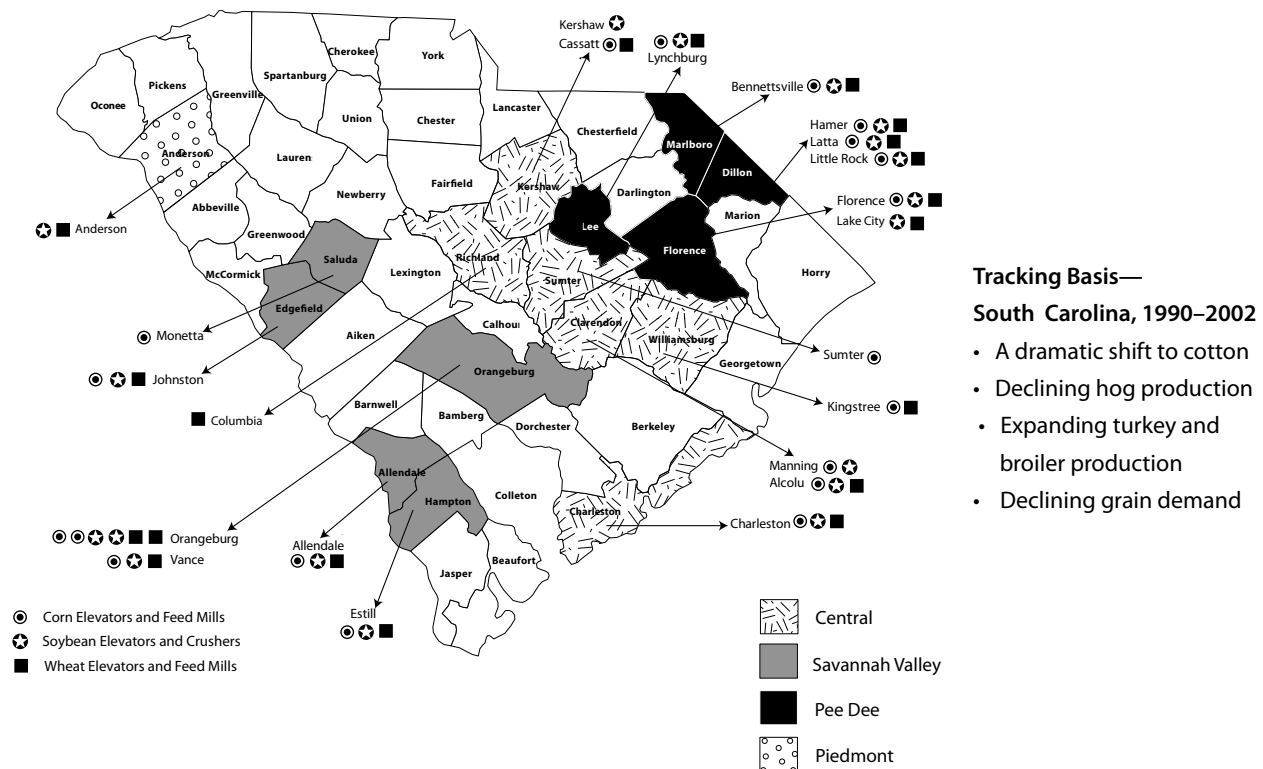 Kershaw
Cassatt
Lynchburg
Bennettsville
Hamer
Latta
Little Rock
Florence
Lake City
Cherokee
York
Pickens
Spartanburg
Oconee
Greenville
Union
Chester
Lancaster
Chesterfield
Marlboro
Anderson
Lauren
Dillon
Newberry
Fairfield
Kershaw
Darlington
Abbeville
Marion
Greenwood
Lee
Florence
Anderson
McCormick
Saluda
Lexington
Richland
Sumter
Horry
Edgefield
Clarendon
Monetta
Aiken
Calhoun
Williamsburg
Georgetown
Sumter
Johnston
Orangeburg
Columbia
Barnwell
Bamberg
Dorchester
Berkeley
Kingstree
Allendale
Hampton
Colleton
Charleston
Manning
Alcolu
Charleston
Orangeburg
Vance
Allendale
Jasper
Beaufort
Estill
Corn Elevators and Feed Mills
Soybean Elevators and Crushers
Wheat Elevators and Feed Mills
Central
Savannah Valley
Pee Dee
Piedmont
Tracking Basis—
South Carolina, 1990–2002
• A dramatic shift to cotton
• Declining hog production
• Expanding turkey and
broiler production
• Declining grain demand